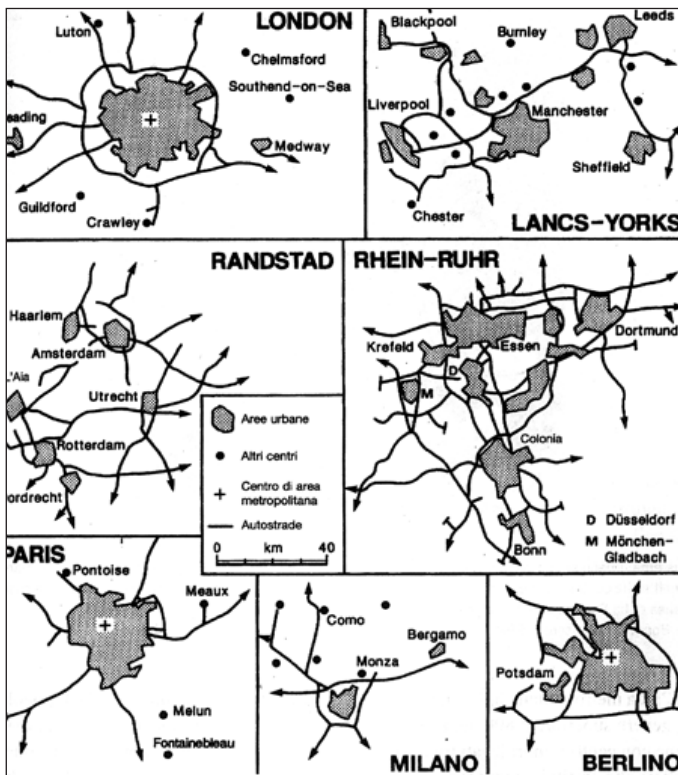 LONDON
Luton
Chelmsford
Southend-on-Sea
eading
Medway
Guildford
Crawley
Blackpool
Burnley
Leeds
Liverpool
Manchester
Sheffield
Chester
LANCS-YORKS
RANDSTAD
Haarlem
Amsterdam
L'Aia
Utrecht
Rotterdam
ordrecht
Aree urbane
Altri centri
Centro di area
metropolitana
Autostrade
0 km 40
RHEIN-RUHR
Krefeld
Essen
Dortmund
D
M
Colonia
Bonn
D Düsseldorf
M Mönchen-
Gladbach
PARIS
Pontoise
Meaux
Melun
Fontainebleau
Como
Bergamo
Monza
MILANO
Potsdam
BERLINO